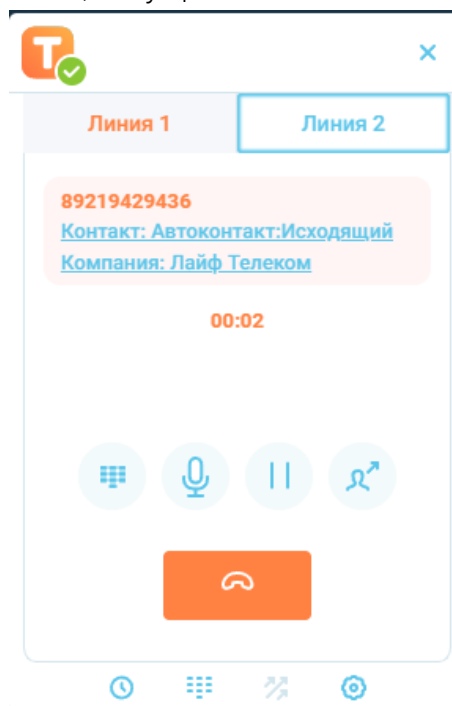 Т
Линия 1
Линия 2
89219429436
Контакт: Автоконтакт:Исходящий
Компания: Лайф Телеком
00:02